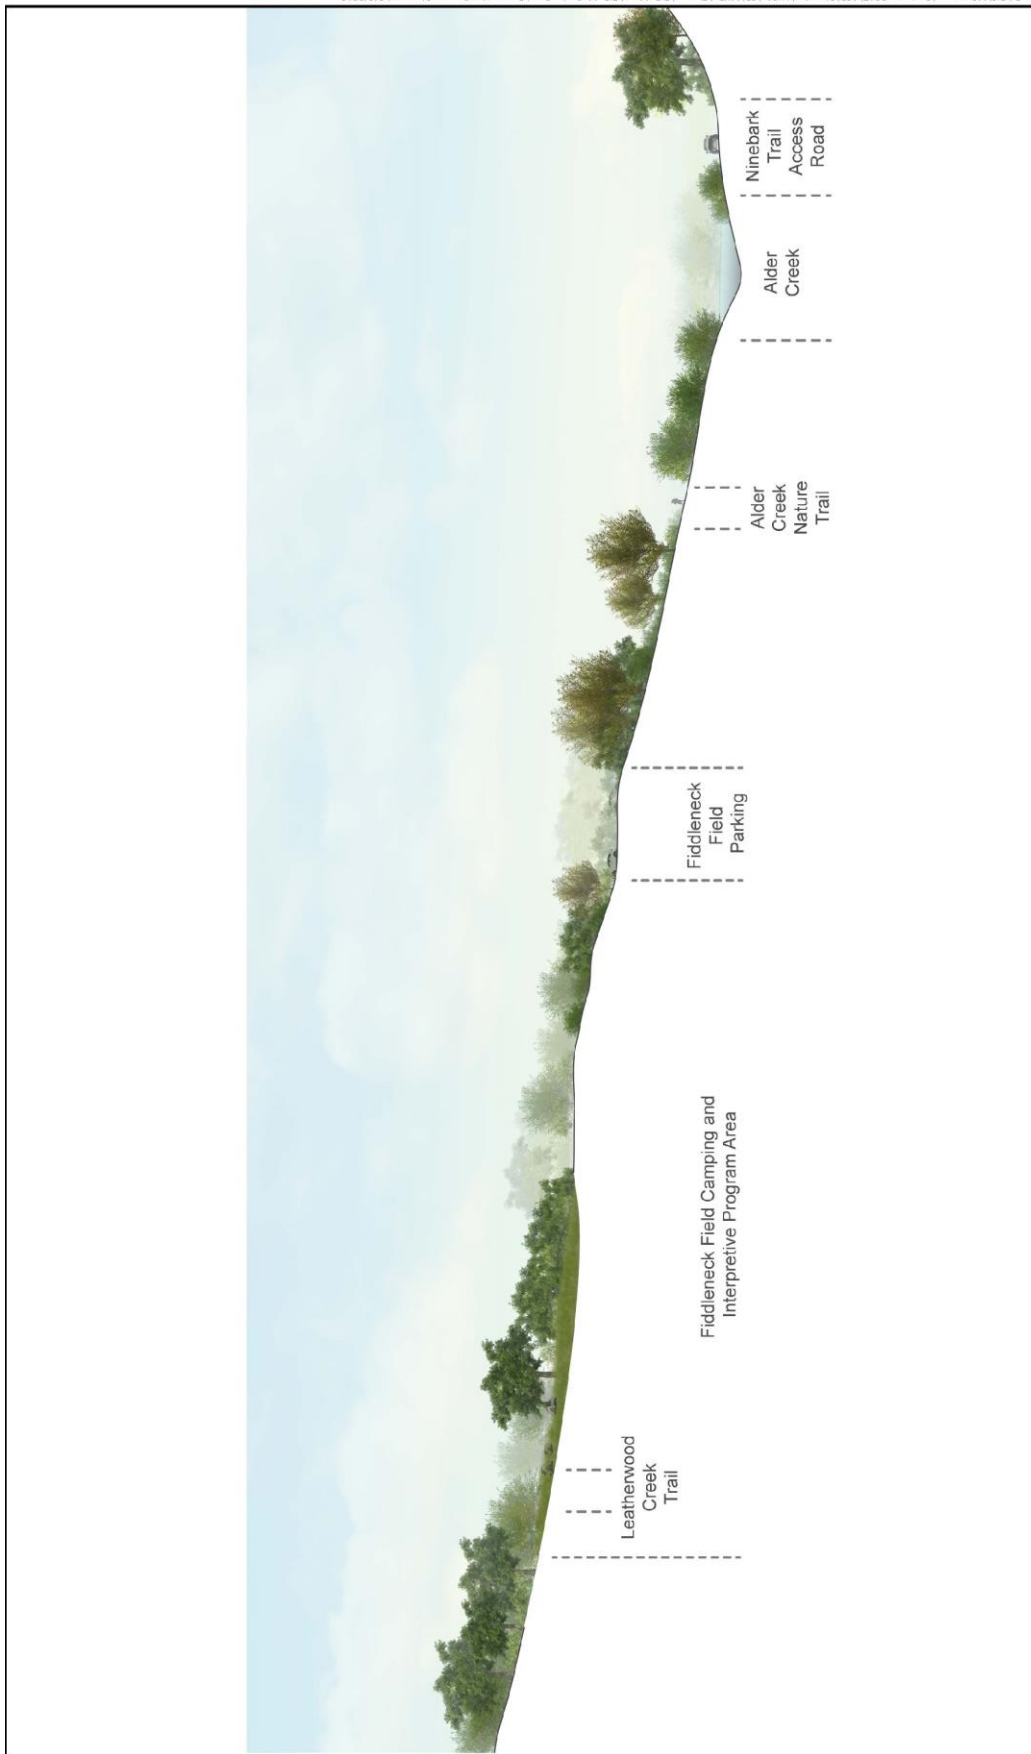 Leatherwood
Creek
Trail
Fiddleneck Field Camping and
Interpretive Program Area
Fiddleneck
Field
Parking
Alder
Creek
Nature
Trail
Alder
Creek
Ninebark
Trail
Access
Road